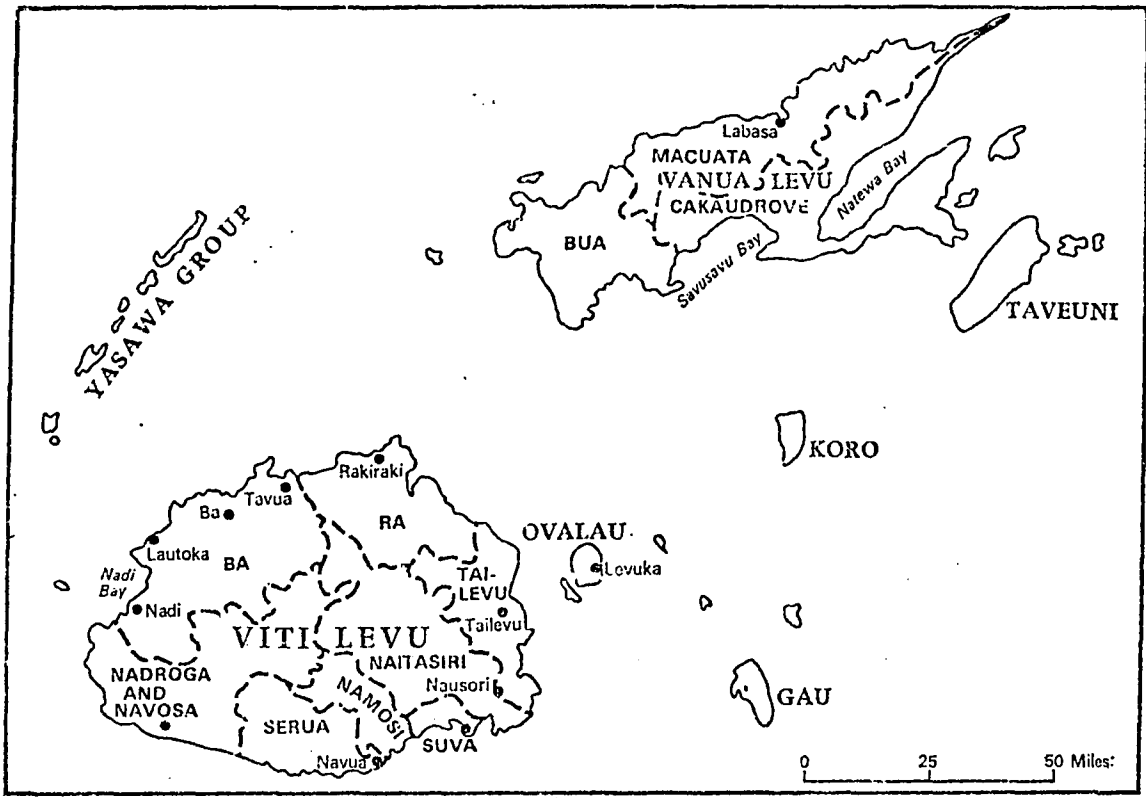 Labasa
MACUATA
VANUA LEVU
CAKAUDROVE
Natewa Bay
BUA
Savusavu Bay
TAVEUNI
YASAWA GROUP
KORO
Rakiraki
Tavua
Ba
RA
OVALAU
Lautoka
BA
Levuka
Nadi
Bay
TAI-
LEVU
Nadi
Tailevu
VITI LEVU
NAITASIRI
NADROGA
AND
NAVOSA
NAMOSI
Nausori
GAU
SERUA
SUVA
Navua
0 25 50 Miles: